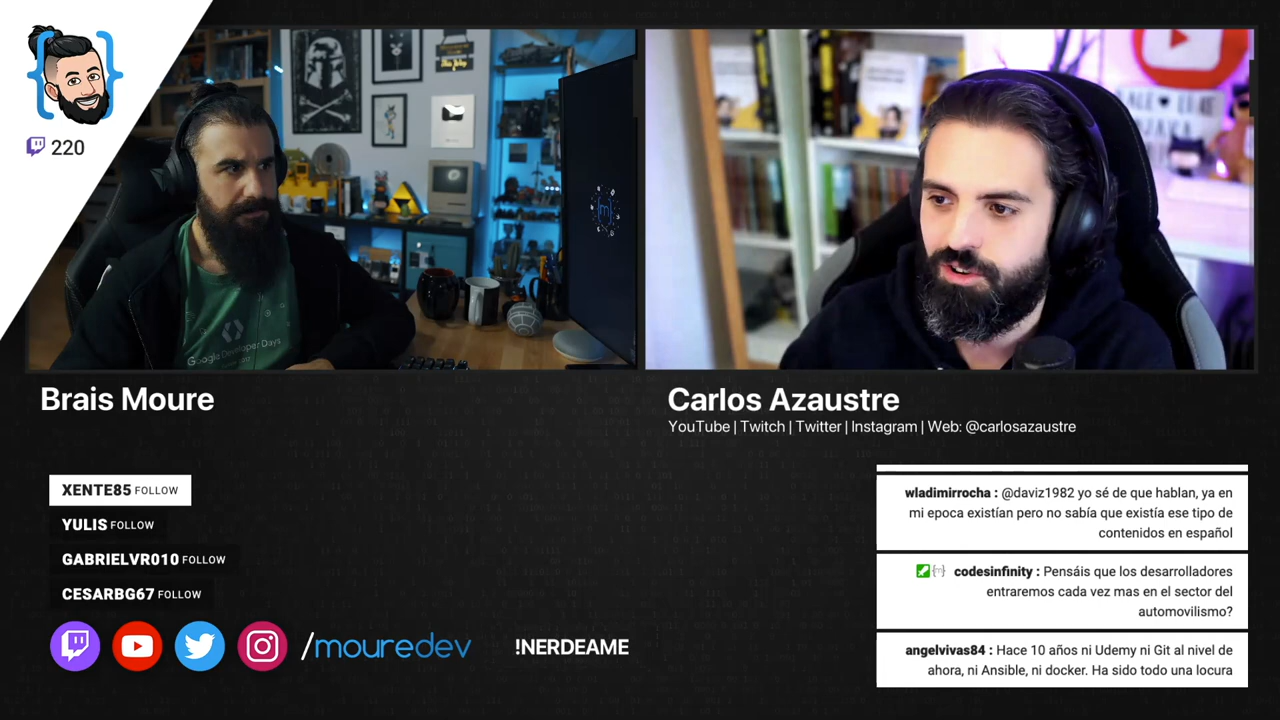 220
Google Developer Days
Brais Moure
Carlos Azaustre
YouTube | Twitch | Twitter | Instagram | Web: @carlosazaustre
XENTE85 FOLLOW
YULIS FOLLOW
GABRIELVR010 FOLLOW
CESARBG67 FOLLOW
/mouredev
!NERDEAME
wladimirrocha : @daviz1982 yo sé de que hablan, ya en
mi epoca existían pero no sabía que existía ese tipo de
contenidos en español
codesinfinity : Pensáis que los desarrolladores
entraremos cada vez mas en el sector del
automovilismo?
angelvivas84 : Hace 10 años ni Udemy ni Git al nivel de
ahora, ni Ansible, ni docker. Ha sido todo una locura